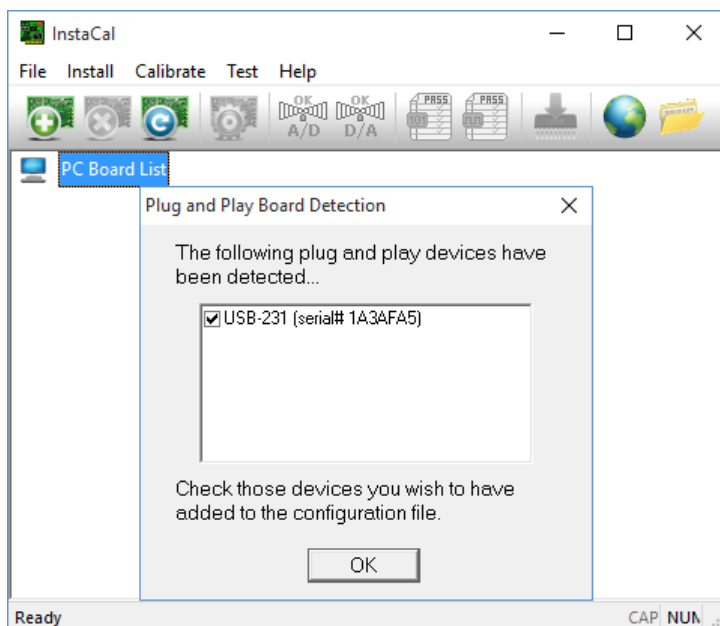 InstaCal
File Install Calibrate Test Help
OK OK PASS PASS
A/D D/A 101
PC Board List
Plug and Play Board Detection
The following plug and play devices have
been detected...
USB-231 (serial# 1A3AFA5)
Check those devices you wish to have
added to the configuration file.
OK
Ready CAP NUM